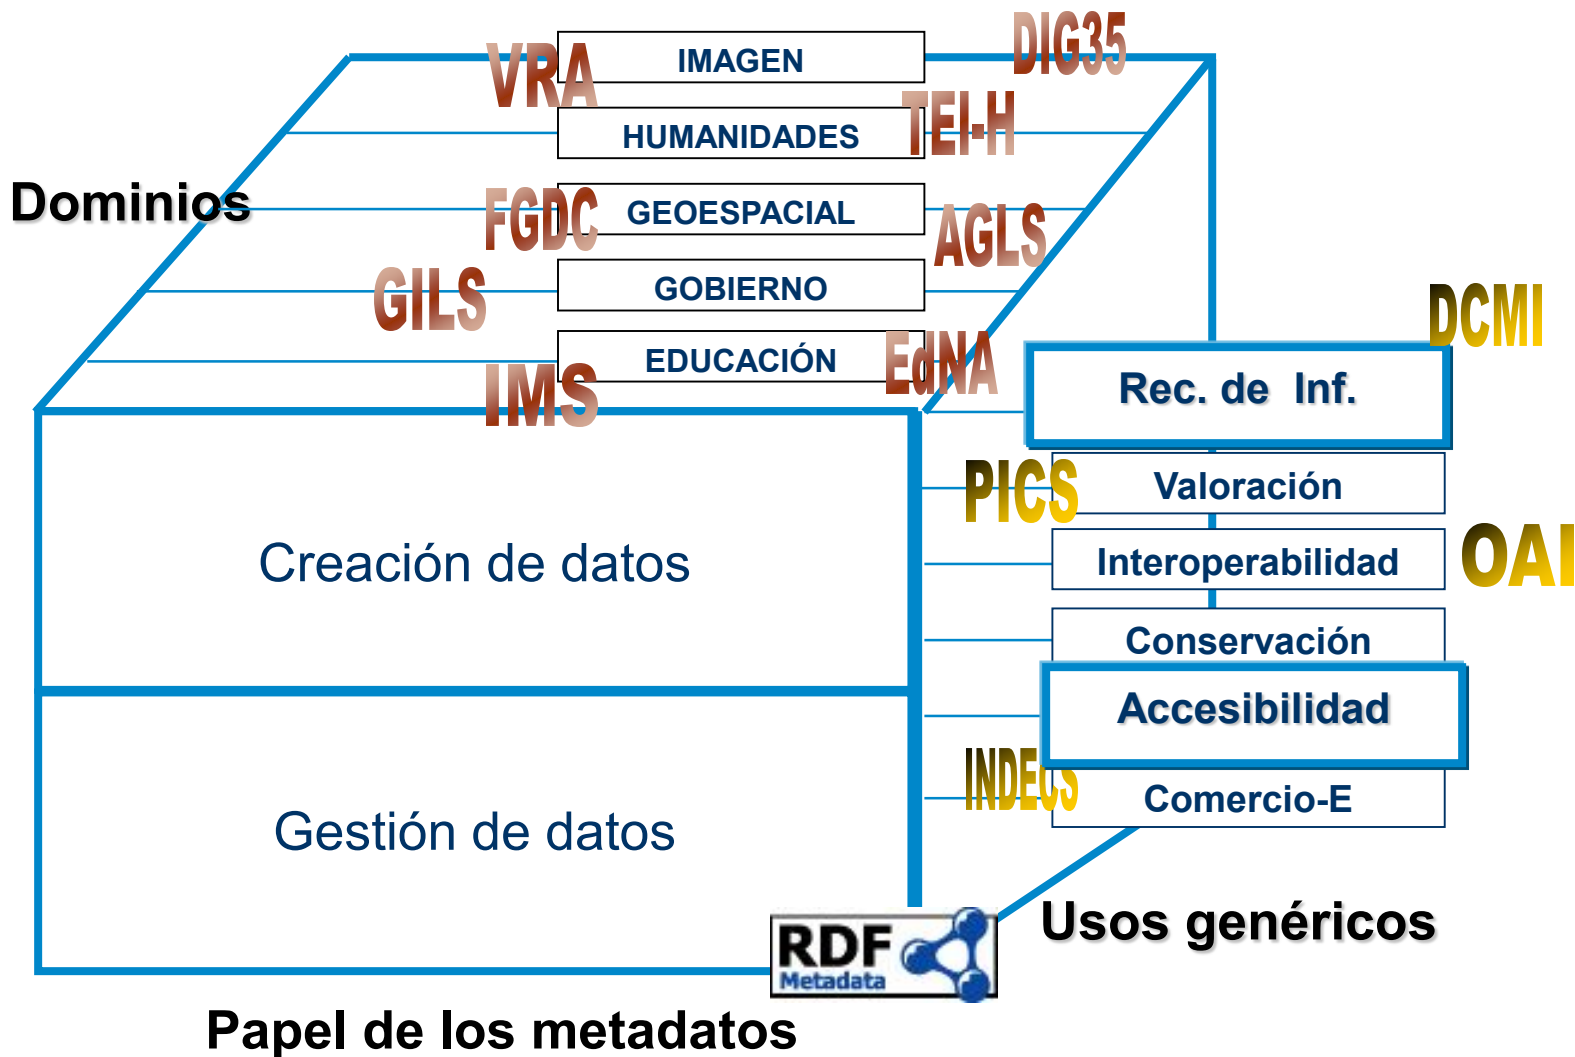 VRA
IMAGEN
DIG35
HUMANIDADES
TEI-H
Dominios
FGDC
GEOESPACIAL
AGLS
GILS
GOBIERNO
DCMI
IMS
EDUCACIÓN
EdNA
Rec. de Inf.
PICS
Valoración
Creación de datos
Interoperabilidad
OAI
Conservación
Accesibilidad
INDECS
Comercio-E
Gestión de datos
RDF
Metadata
Usos genéricos
Papel de los metadatos